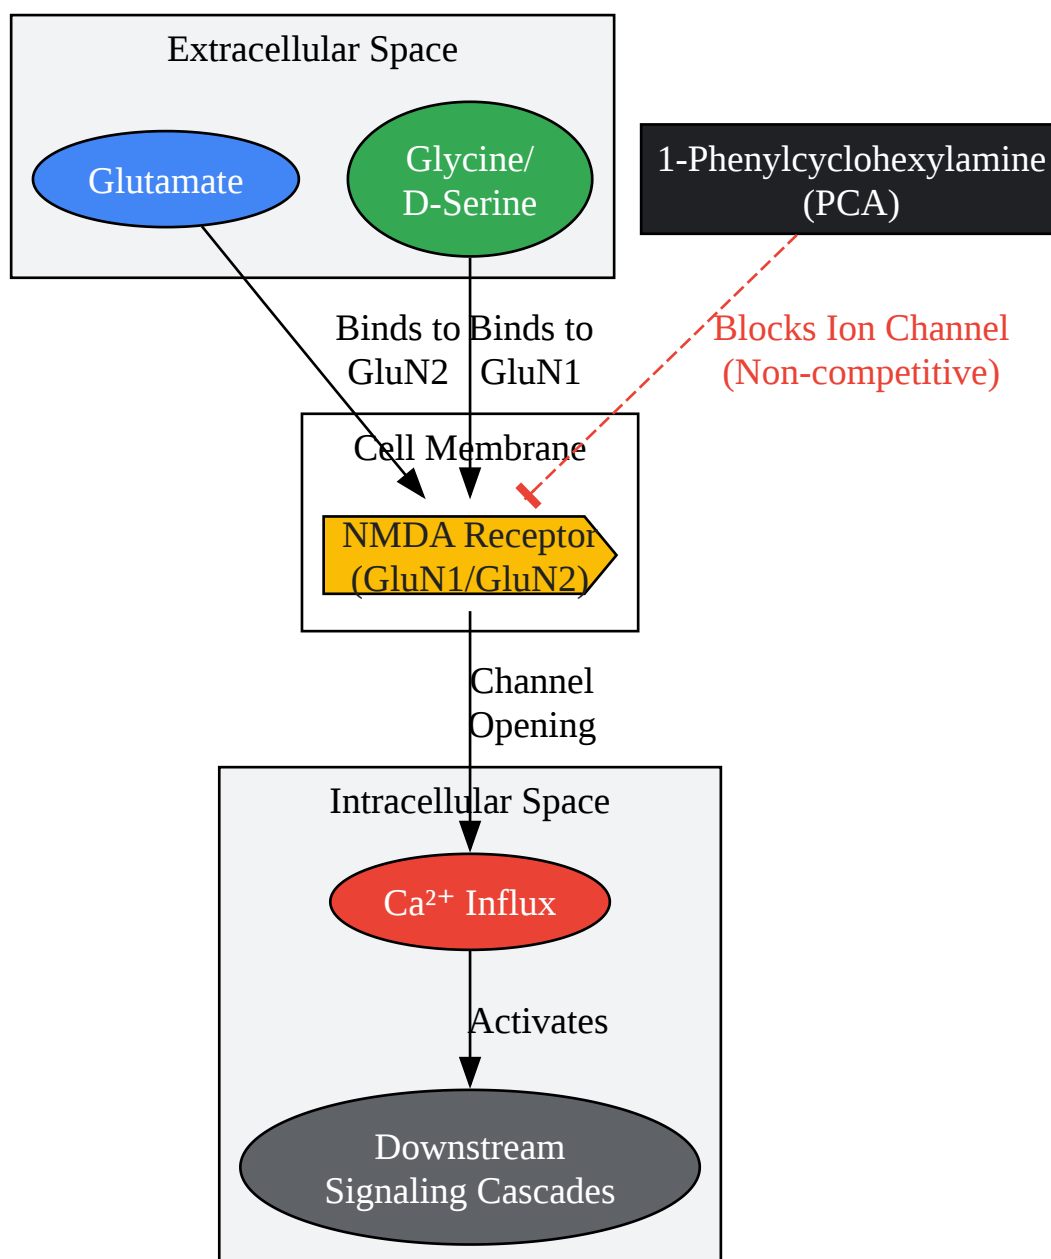 Extracellular Space
Glutamate
Glycine/
D-Serine
1-Phenylcyclohexylamine
(PCA)
Binds to
GluN2
Binds to
GluN1
Blocks Ion Channel
(Non-competitive)
Cell Membrane
NMDA Receptor
(GluN1/GluN2)
Channel
Opening
Intracellular Space
Ca²⁺ Influx
Activates
Downstream
Signaling Cascades